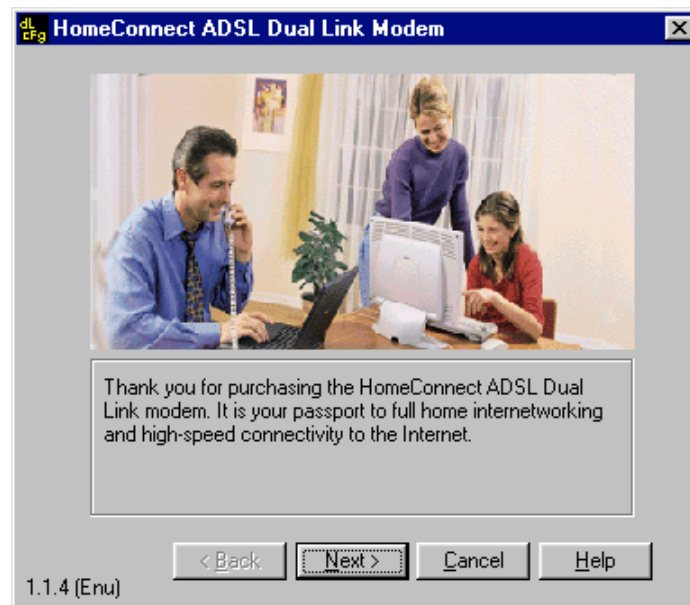 dL
cFg
HomeConnect ADSL Dual Link Modem
Thank you for purchasing the HomeConnect ADSL Dual
Link modem. It is your passport to full home internetworking
and high-speed connectivity to the Internet.
< Back
Next >
Cancel
Help
1.1.4 (Enu)